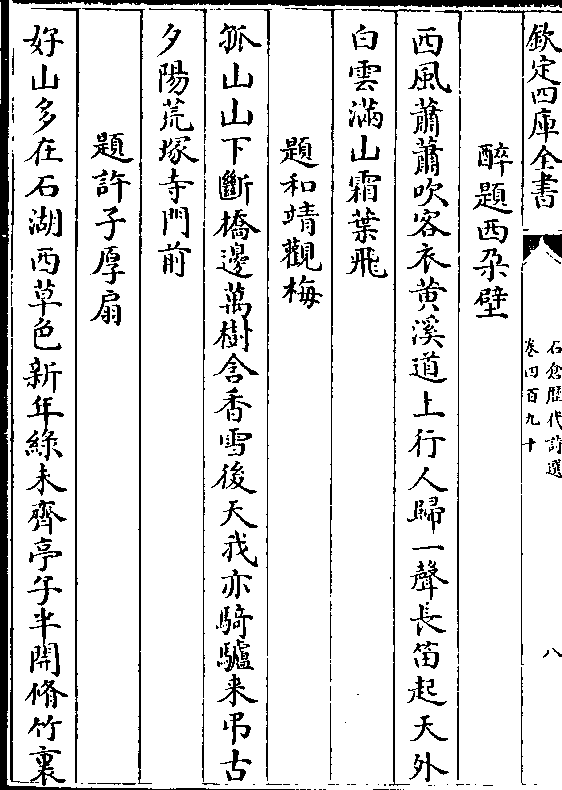 欽定四庫全書
石倉歷代詩選
卷四百九十
八
醉題西朶壁
西風蕭蕭吹客衣黄溪道上行人歸一聲長笛起天外
白雲滿山霜葉飛
題和靖觀梅
孤山山下斷橋邊萬樹含香雪後天我亦騎驢来弔古
夕陽荒塚寺門前
題許子厚扇
好山多在石湖西草色新年綠未齊亭子半開脩竹裏